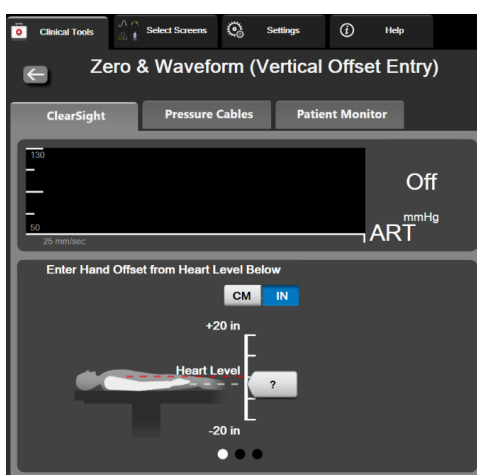 Clinical Tools
Select Screens
Settings
i Help
Zero & Waveform (Vertical Offset Entry)
ClearSight
Pressure Cables
Patient Monitor
130
50
25 mm/sec
Off
mmHg
ART
Enter Hand Offset from Heart Level Below
CM IN
+20 in
Heart Level
?
-20 in